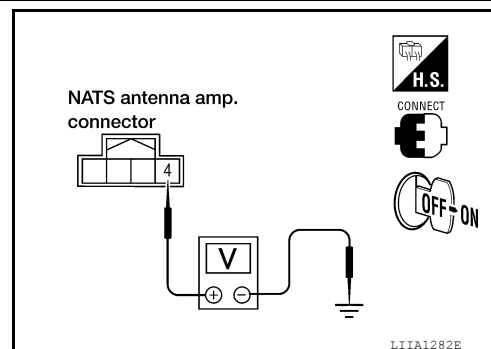 H.S.
NATS antenna amp.
connector
CONNECT
4
OFF ON
V
+ −
LIIA1282E